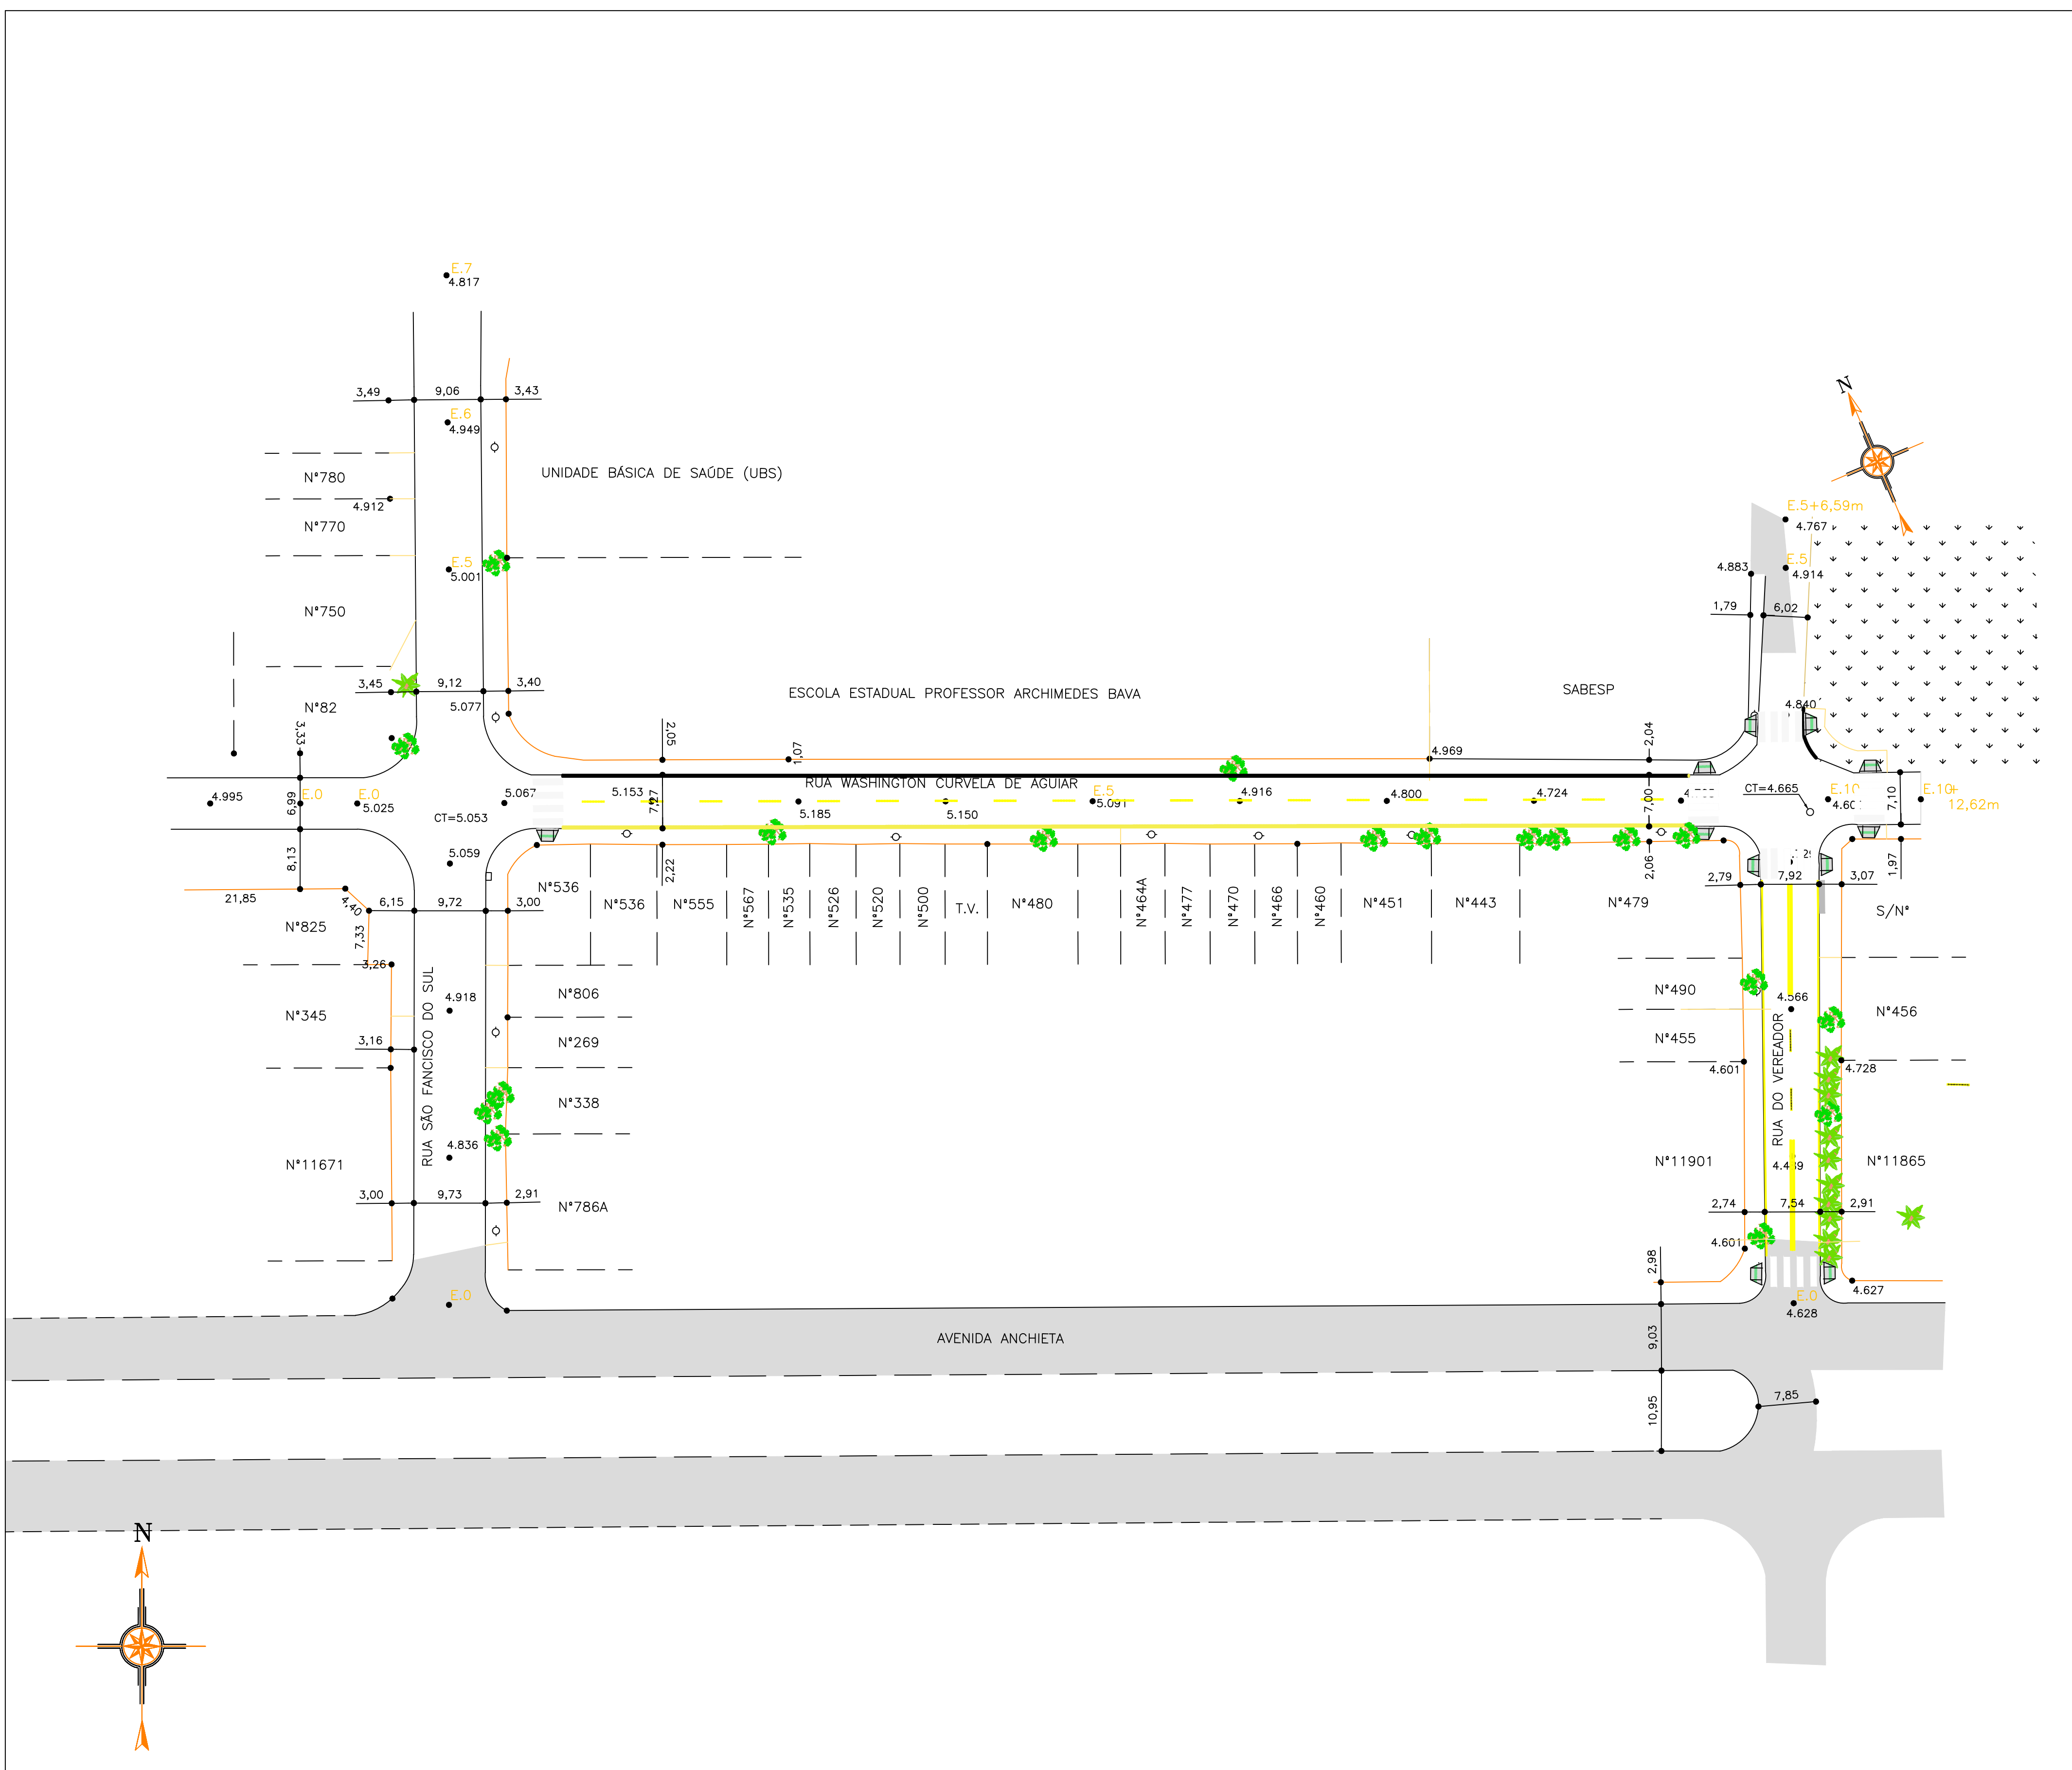 E.7
4.817
3,49
9,06
3,43
E.6
4.949
N
UNIDADE BÁSICA DE SAÚDE (UBS)
N°780
4.912
N°770
E.5+6,59m
4.767
E.5
5.001
4.883
E.5
4.914
1,79
6,02
N°750
3,45
9,12
3,40
ESCOLA ESTADUAL PROFESSOR ARCHIMEDES BAVA
SABESP
N°82
5.077
4.840
3,33
2,05
1,07
4.969
2,04
RUA WASHINGTON CURVELA DE AGUIAR
4.995
6,99
E.0
E.0
5.025
5.067
5.153
7,27
5.185
5.150
E.5
5.091
4.916
4.800
4.724
7,00
CT=4.665
E.10
7,10
E.10+
12,62m
CT=5.053
8,13
5.059
2,22
2,06
1,97
21,85
4,40
6,15
9,72
3,00
N°536
N°536
N°555
N°567
N°535
N°526
N°520
N°500
T.V.
N°480
N°464A
N°477
N°470
N°466
N°460
N°451
N°443
N°479
2,79
7,92
3,07
S/N°
N°825
7,33
3,26
RUA SÃO FANCISCO DO SUL
4.918
N°806
N°490
4.566
N°456
N°345
N°269
N°455
3,16
4.601
4.728
RUA DO VEREADOR
N°338
4.836
N°11671
N°11901
N°11865
3,00
9,73
2,91
N°786A
2,74
7,54
2,91
4.601
2,98
4.627
E.0
E.0
4.628
AVENIDA ANCHIETA
9,03
7,85
10,95
N